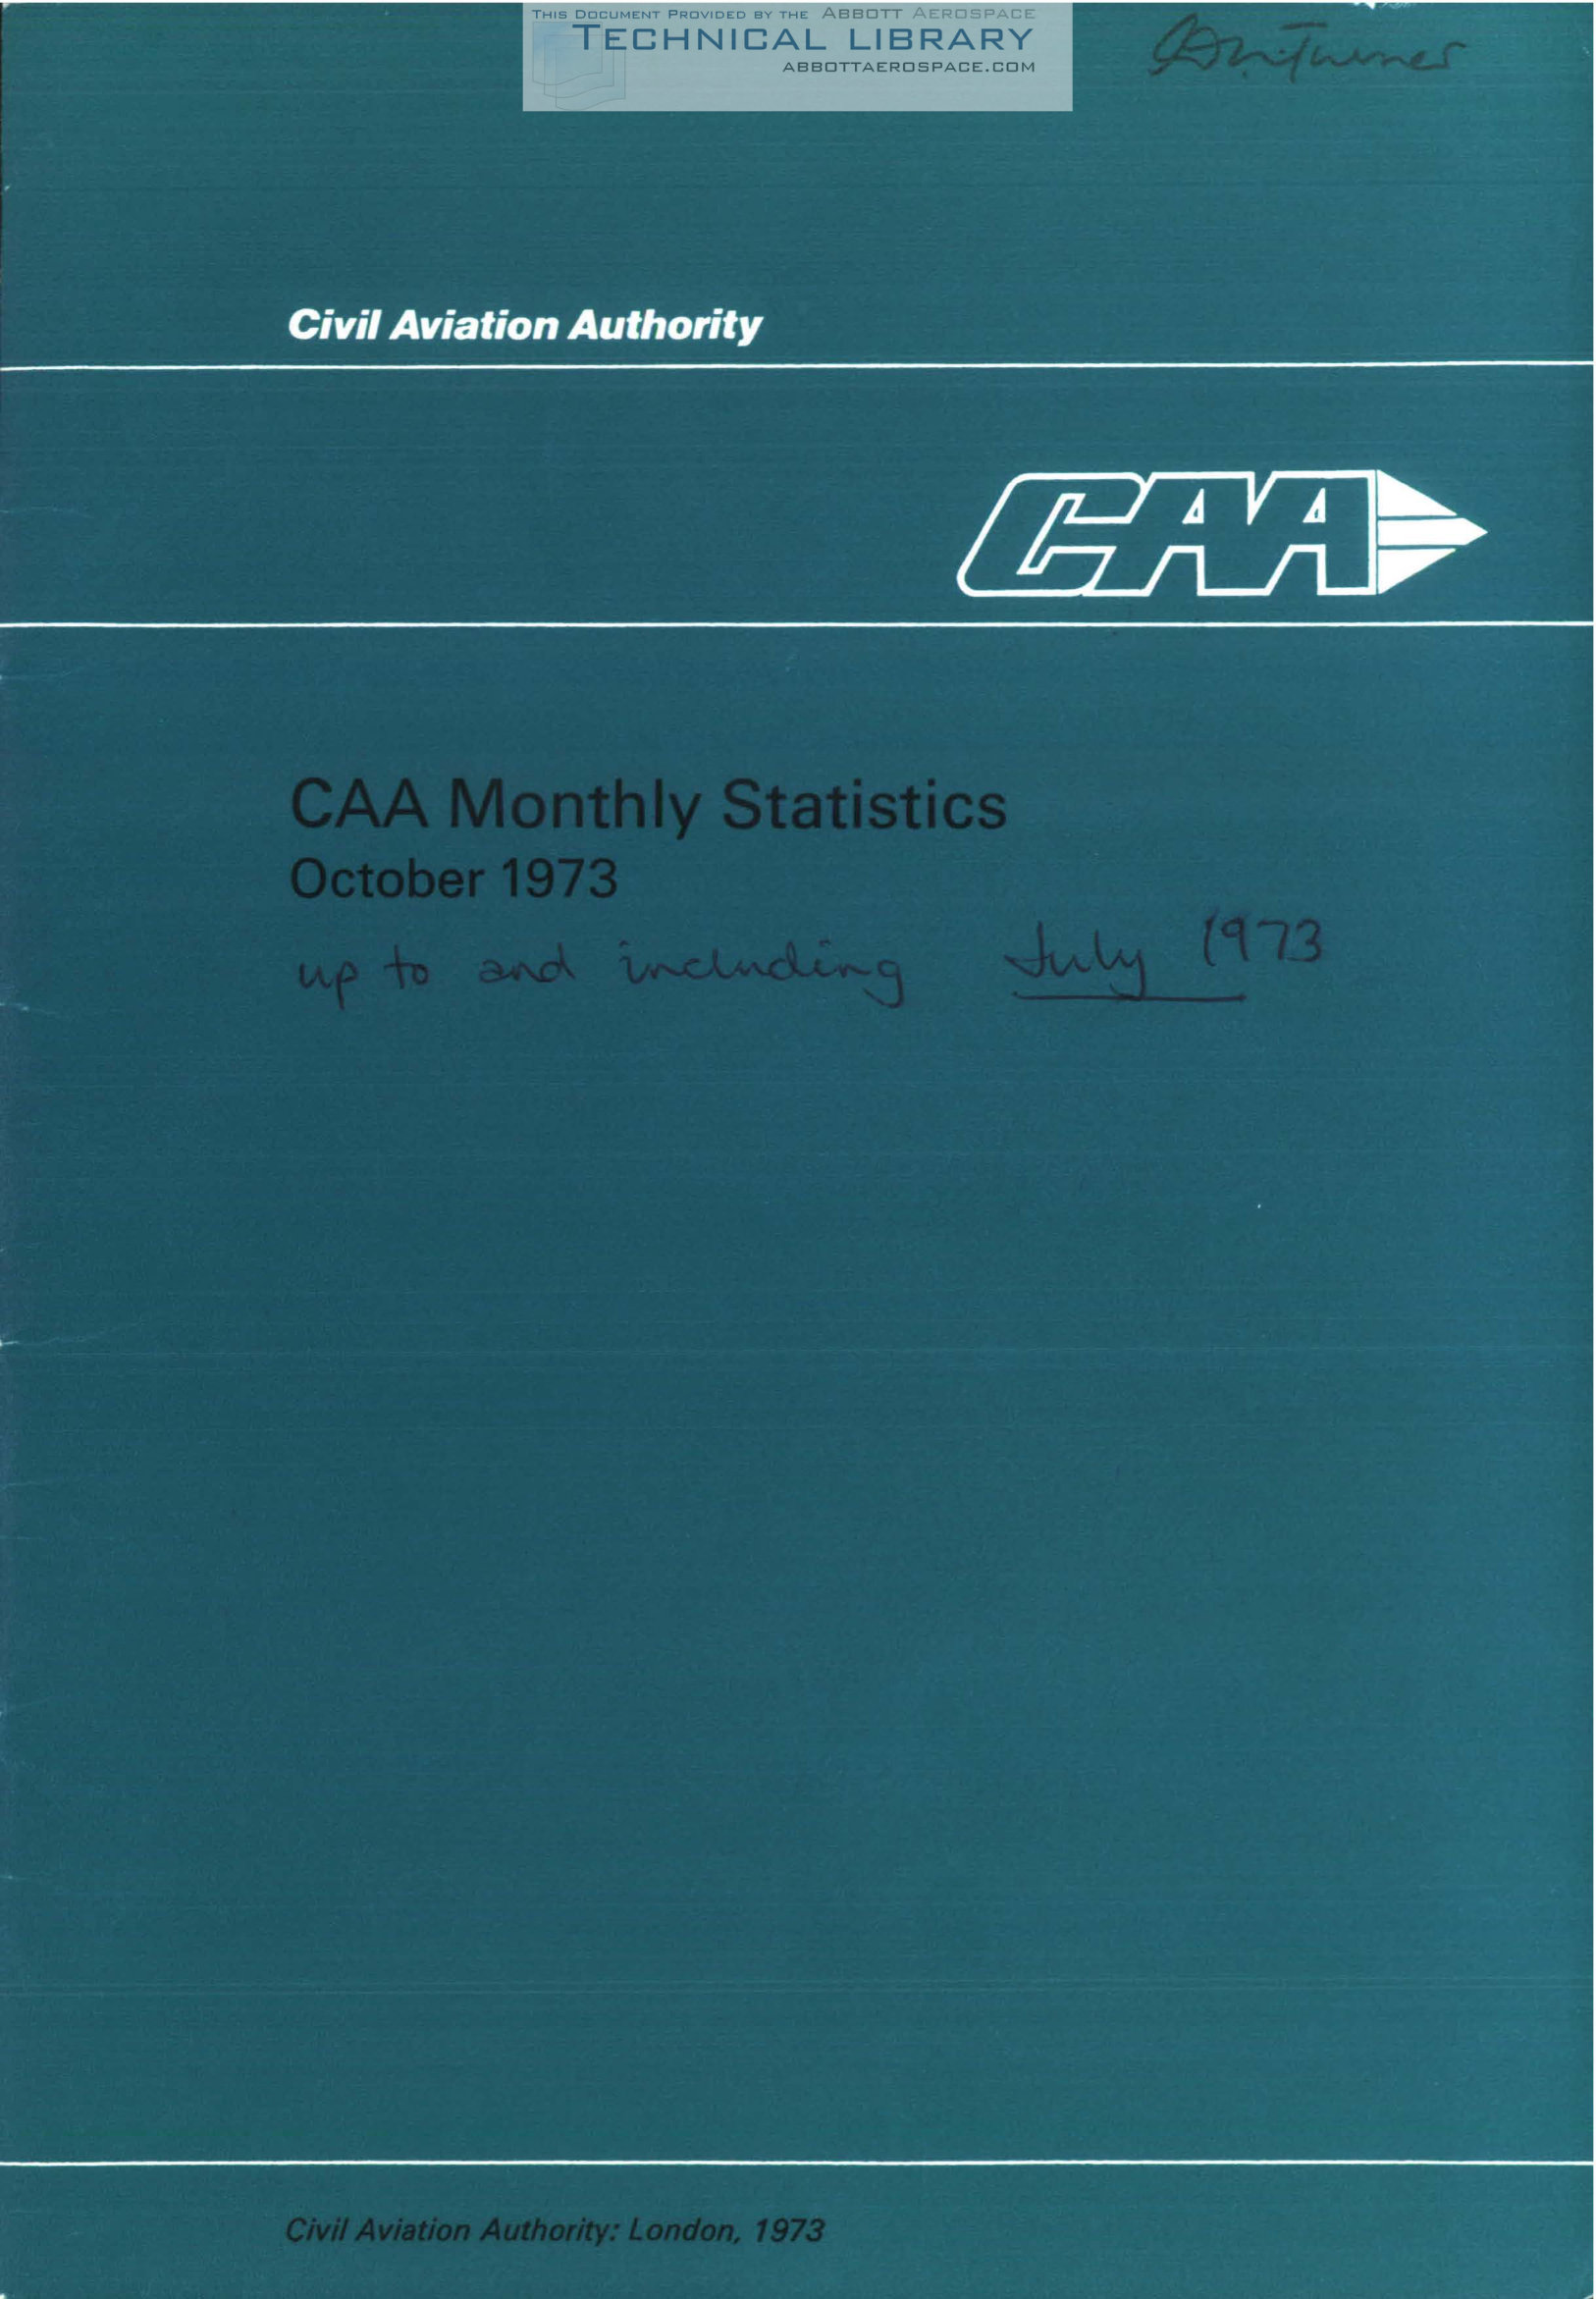 THIS DOCUMENT PROVIDED BY THE ABBOTT AEROSPACE
TECHNICAL LIBRARY
ABBOTTAEROSPACE.COM
Civil Aviation Authority
CAA
CAA Monthly Statistics
October 1973
up to and including July 1973
Civil Aviation Authority: London, 1973